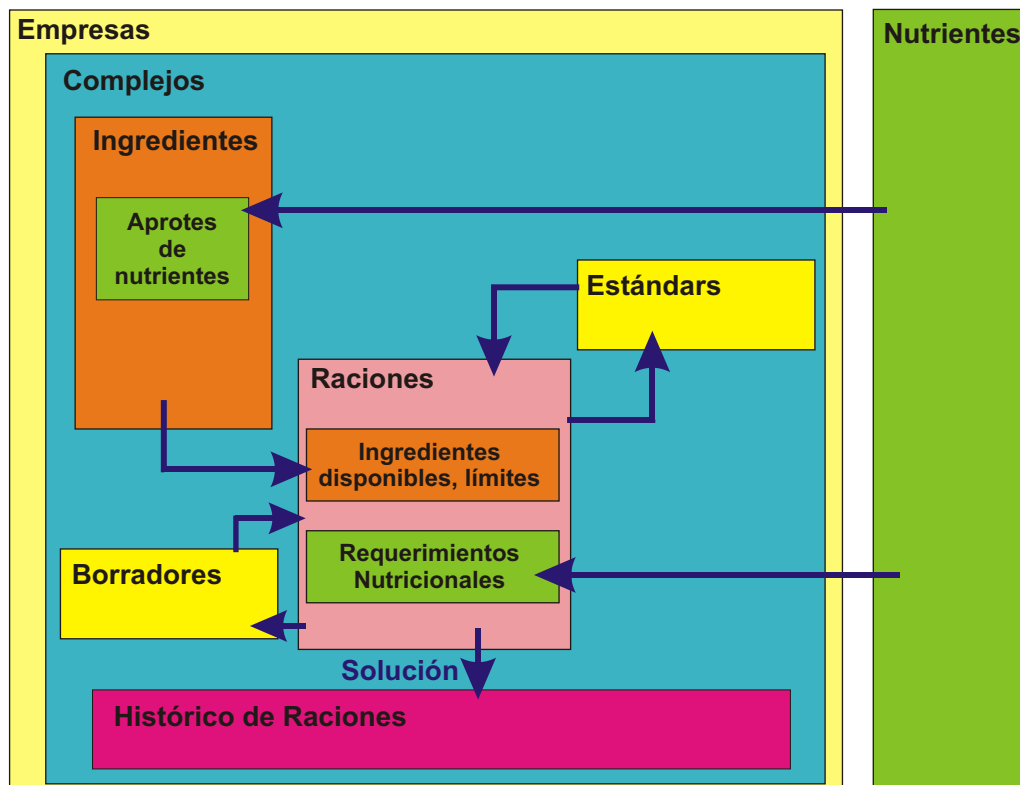 Empresas
Nutrientes
Complejos
Ingredientes
Aprotes
de
nutrientes
Estándars
Raciones
Ingredientes
disponibles, límites
Borradores
Requerimientos
Nutricionales
Solución
Histórico de Raciones